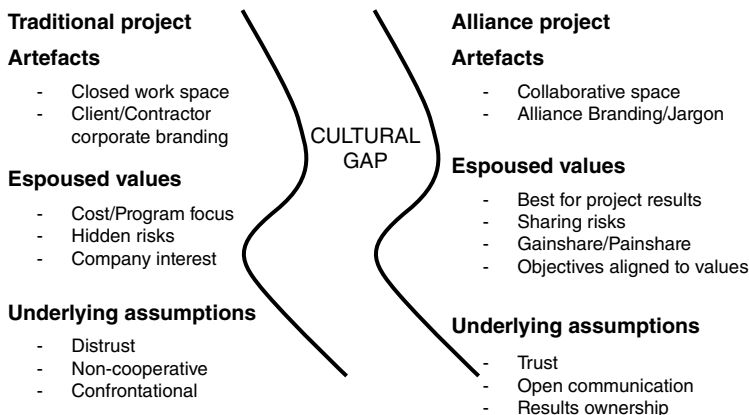 Traditional project
Artefacts
- Closed work space
- Client/Contractor
corporate branding
Espoused values
- Cost/Program focus
- Hidden risks
- Company interest
Underlying assumptions
- Distrust
- Non-cooperative
- Confrontational
CULTURAL
GAP
Alliance project
Artefacts
- Collaborative space
- Alliance Branding/Jargon
Espoused values
- Best for project results
- Sharing risks
- Gainshare/Painshare
- Objectives aligned to values
Underlying assumptions
- Trust
- Open communication
- Results ownership